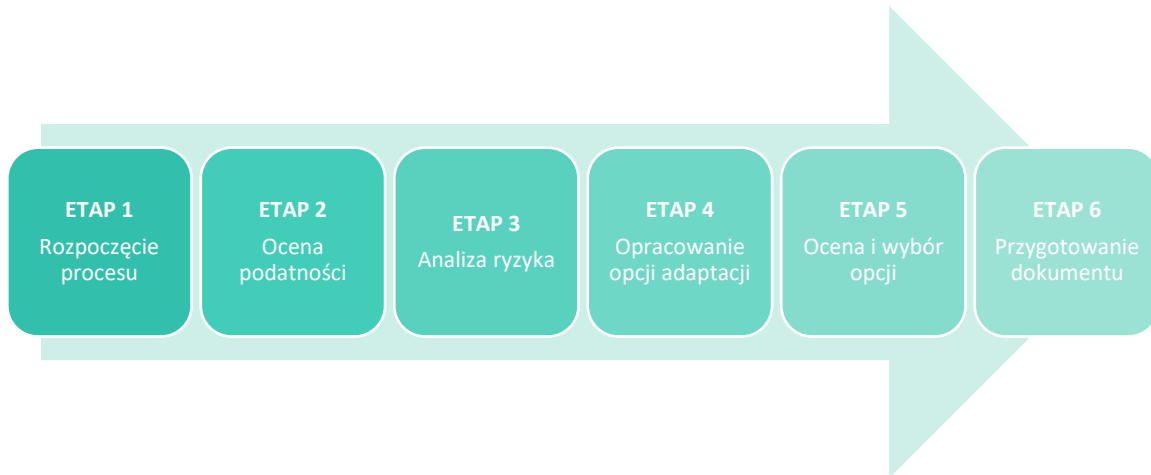 ETAP 1
Rozpoczęcie
procesu
ETAP 2
Ocena
podatności
ETAP 3
Analiza ryzyka
ETAP 4
Opracowanie
opcji adaptacji
ETAP 5
Ocena i wybór
opcji
ETAP 6
Przygotowanie
dokumentu